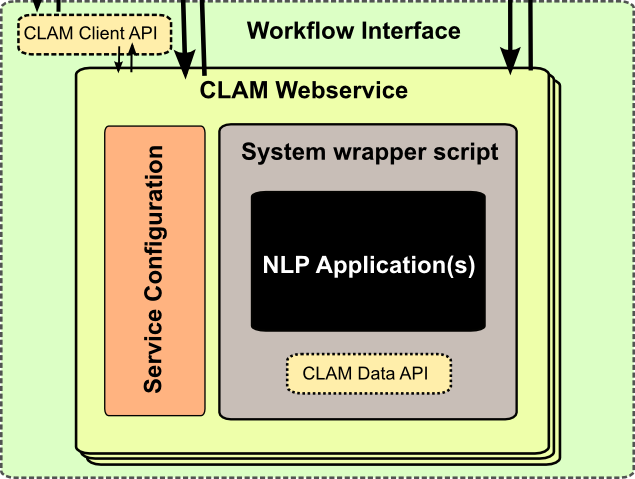 CLAM Client API
Workflow Interface
CLAM Webservice
Service Configuration
System wrapper script
NLP Application(s)
CLAM Data API